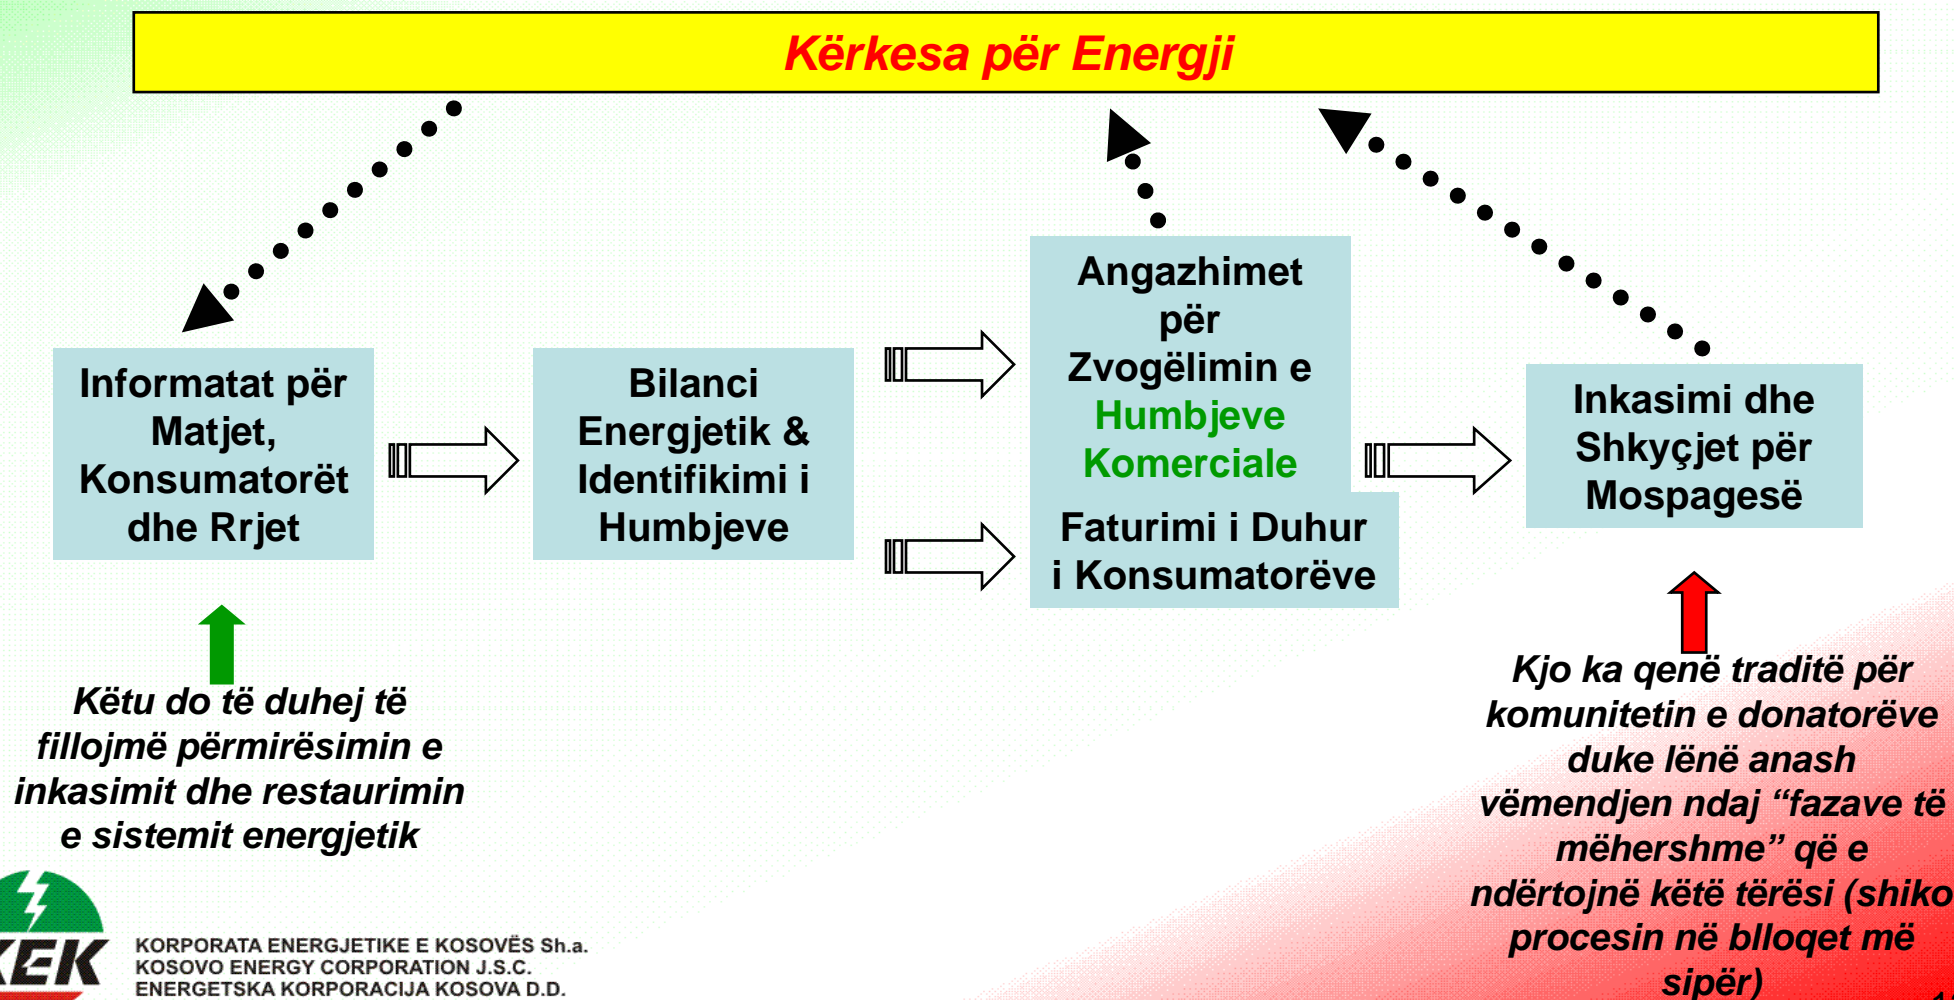 Kërkesa për Energji
Informatat për
Matjet,
Konsumatorët
dhe Rrjet
Bilanci
Energjetik &
Identifikimi i
Humbjeve
Angazhimet
për
Zvogëlimin e
Humbjeve
Komerciale
Faturimi i Duhur
i Konsumatorëve
Inkasimi dhe
Shkyçjet për
Mospagesë
Këtu do të duhej të
fillojmë përmirësimin e
inkasimit dhe restaurimin
e sistemit energjetik
Kjo ka qenë traditë për
komunitetin e donatorëve
duke lënë anash
vëmendjen ndaj “fazave të
mëhershme” që e
ndërtojnë këtë tërësi (shiko
procesin në blloqet më
sipër)
KEK
KORPORATA ENERGJETIKE E KOSOVËS Sh.a.
KOSOVO ENERGY CORPORATION J.S.C.
ENERGETSKA KORPORACIJA KOSOVA D.D.